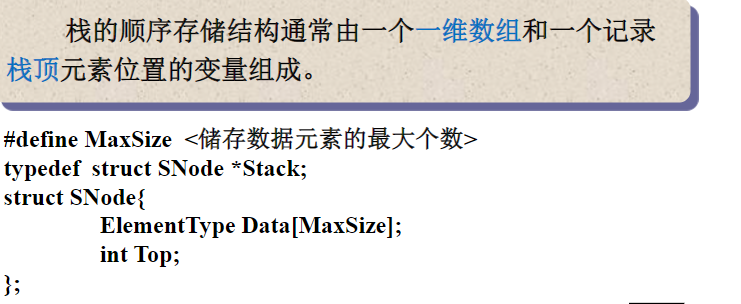 栈的顺序存储结构通常由一个一维数组和一个记录
栈顶元素位置的变量组成。
#define MaxSize <储存数据元素的最大个数>
typedef struct SNode *Stack;
struct SNode{
ElementType Data[MaxSize];
int Top;
};